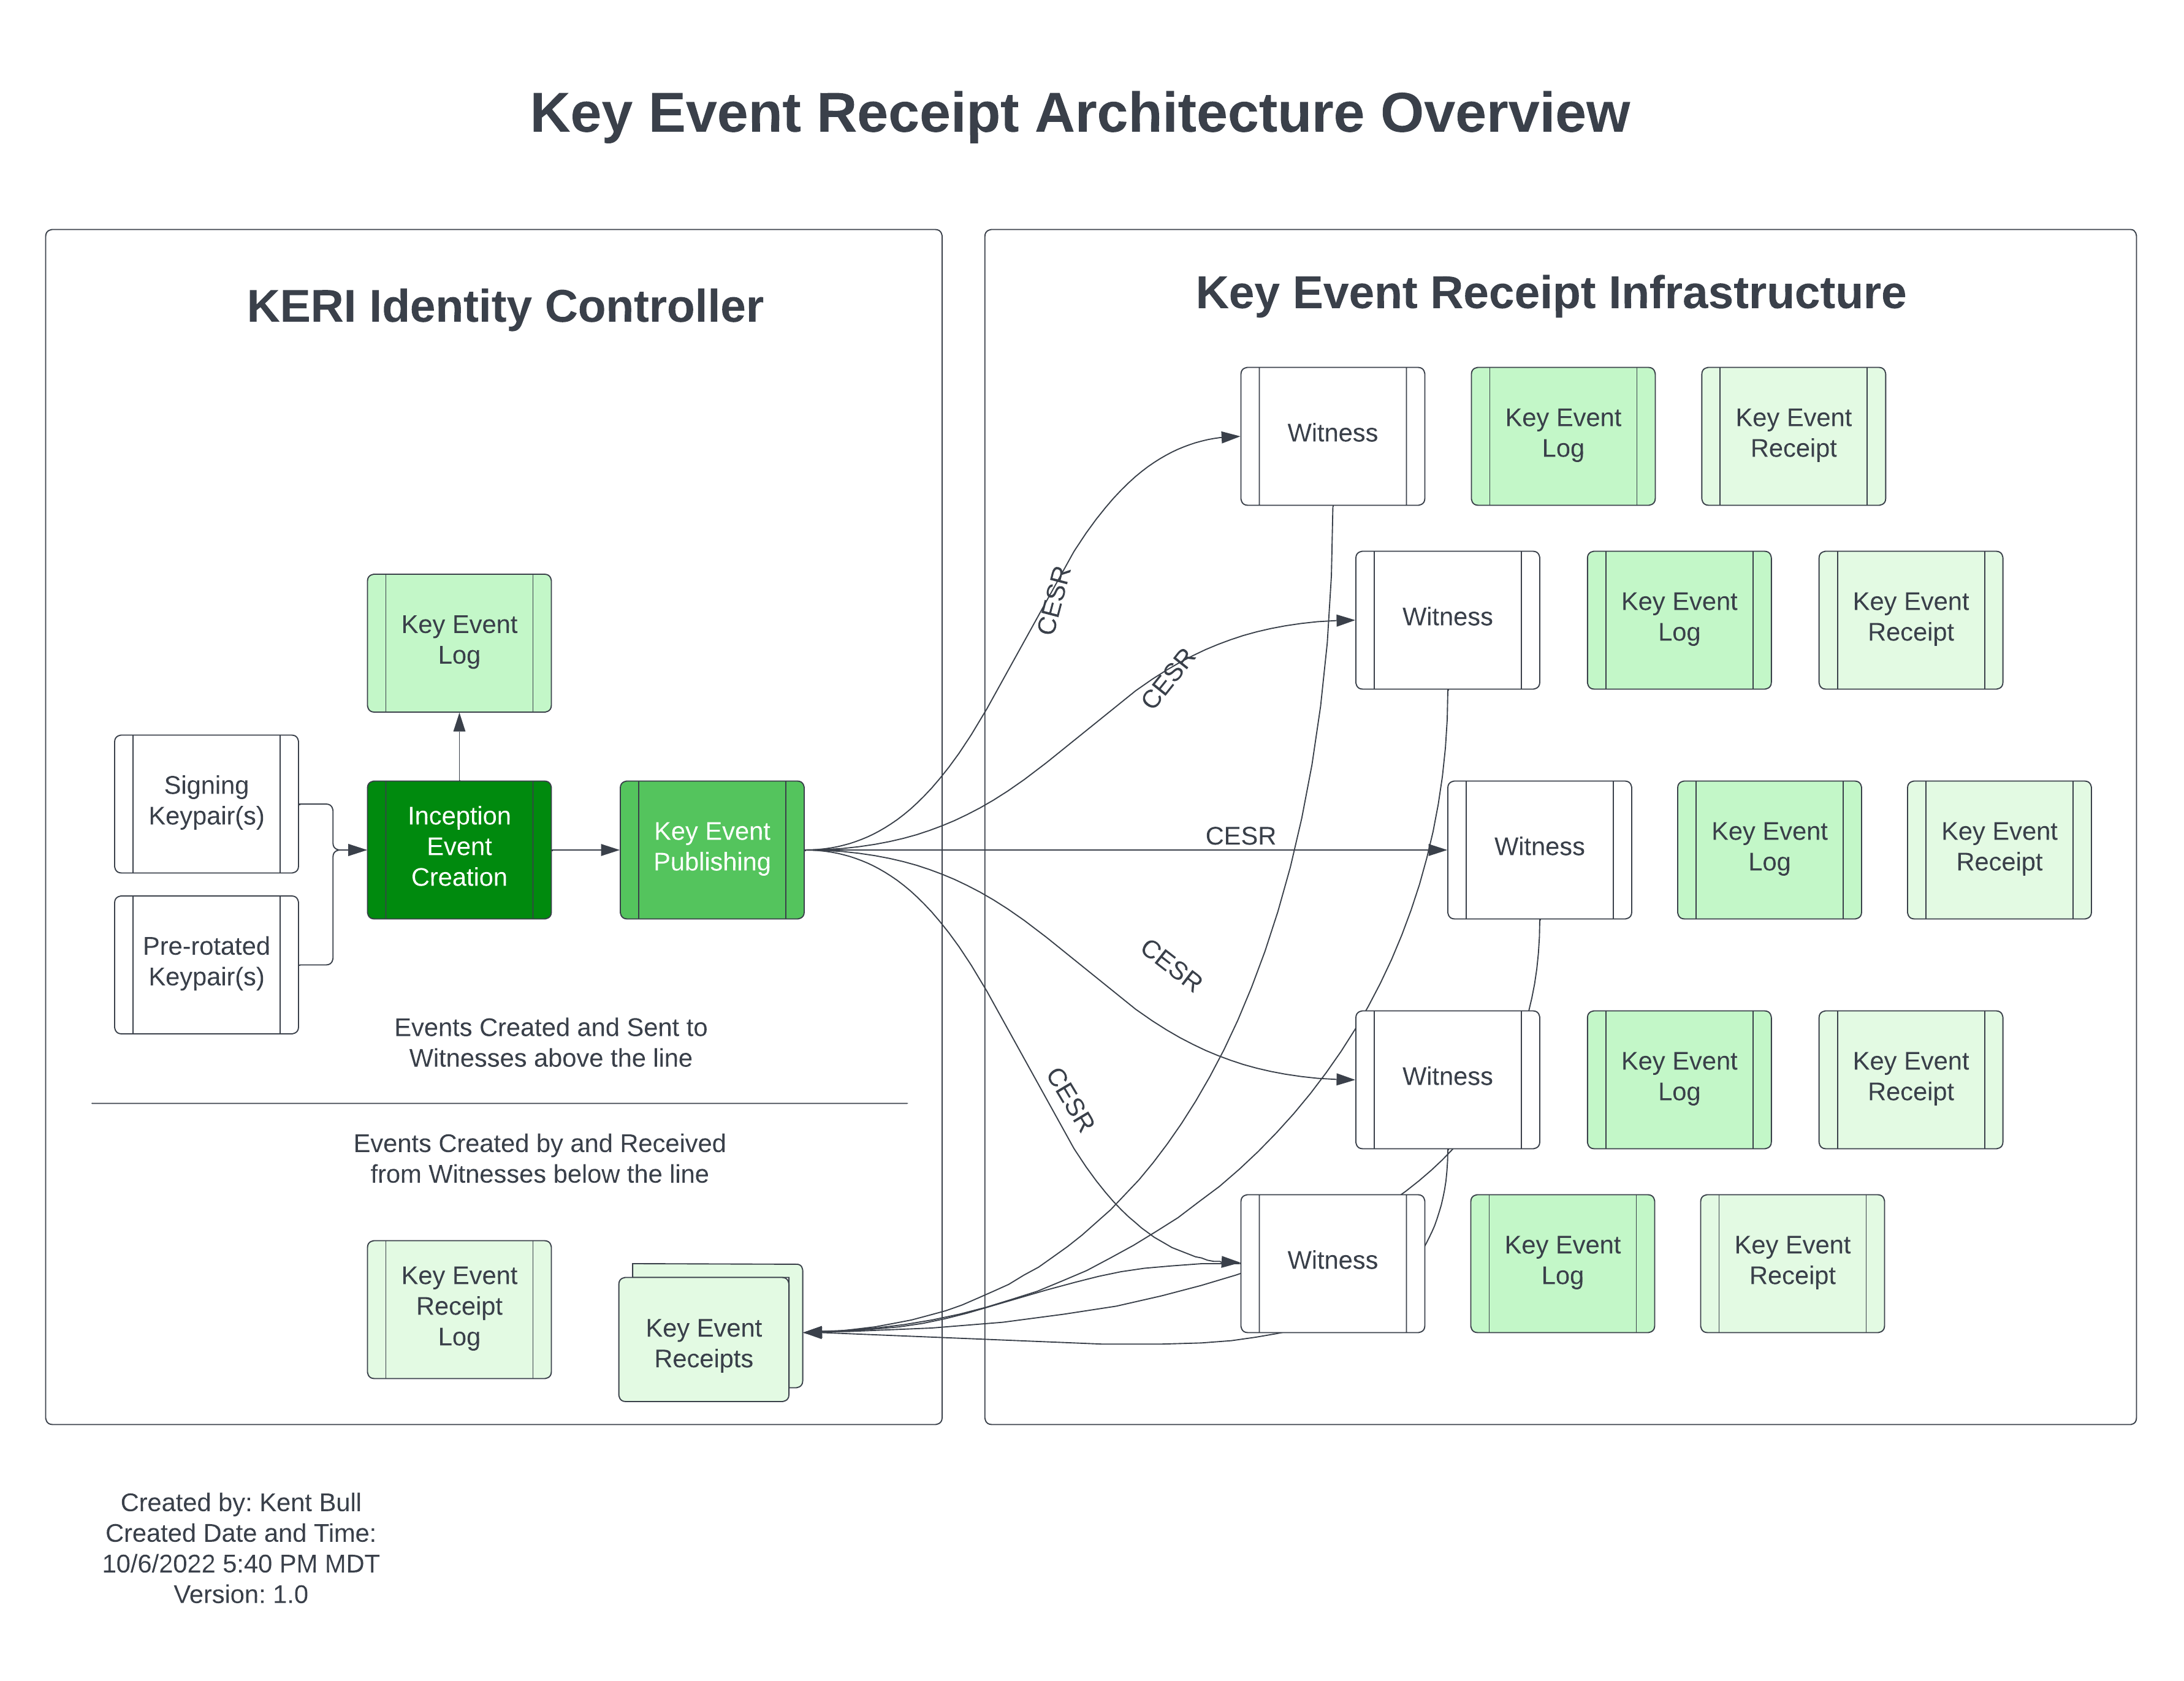 Key Event Receipt Architecture Overview
KERI Identity Controller
Key Event
Log
Signing
Keypair(s)
Inception
Event
Creation
Key Event
Publishing
Pre-rotated
Keypair(s)
Events Created and Sent to
Witnesses above the line
Events Created by and Received
from Witnesses below the line
Key Event
Receipt
Log
Key Event
Receipts
Key Event Receipt Infrastructure
CESR
Witness
Key Event
Log
Key Event
Receipt
CESR
Witness
Key Event
Log
Key Event
Receipt
CESR
Witness
Key Event
Log
Key Event
Receipt
CESR
Witness
Key Event
Log
Key Event
Receipt
CESR
Witness
Key Event
Log
Key Event
Receipt
Created by: Kent Bull
Created Date and Time:
10/6/2022 5:40 PM MDT
Version: 1.0